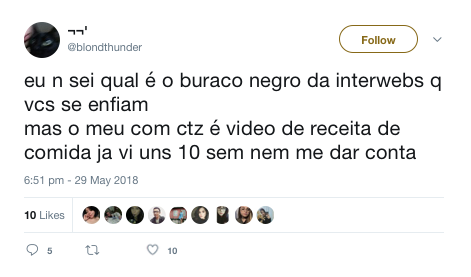 ¬¬'
@blondthunder
Follow
eu n sei qual é o buraco negro da interwebs q
vcs se enfiam
mas o meu com ctz é video de receita de
comida ja vi uns 10 sem nem me dar conta
6:51 pm - 29 May 2018
10 Likes
5
10